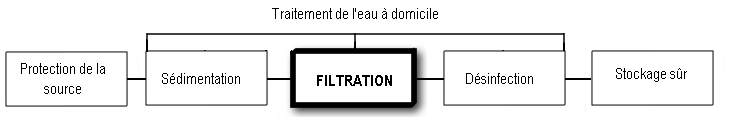 Traitement de l'eau à domicile
Protection de la
source
Sédimentation
FILTRATION
Désinfection
Stockage sûr